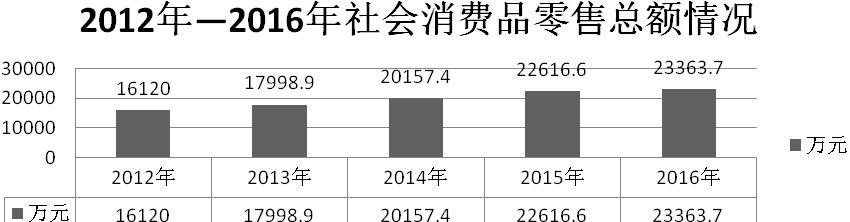 2012年—2016年社会消费品零售总额情况
30000
20000
10000
0
16120 17998.9 20157.4 22616.6 23363.7
2012年 2013年 2014年 2015年 2016年
万元
万元 16120 17998.9 20157.4 22616.6 23363.7